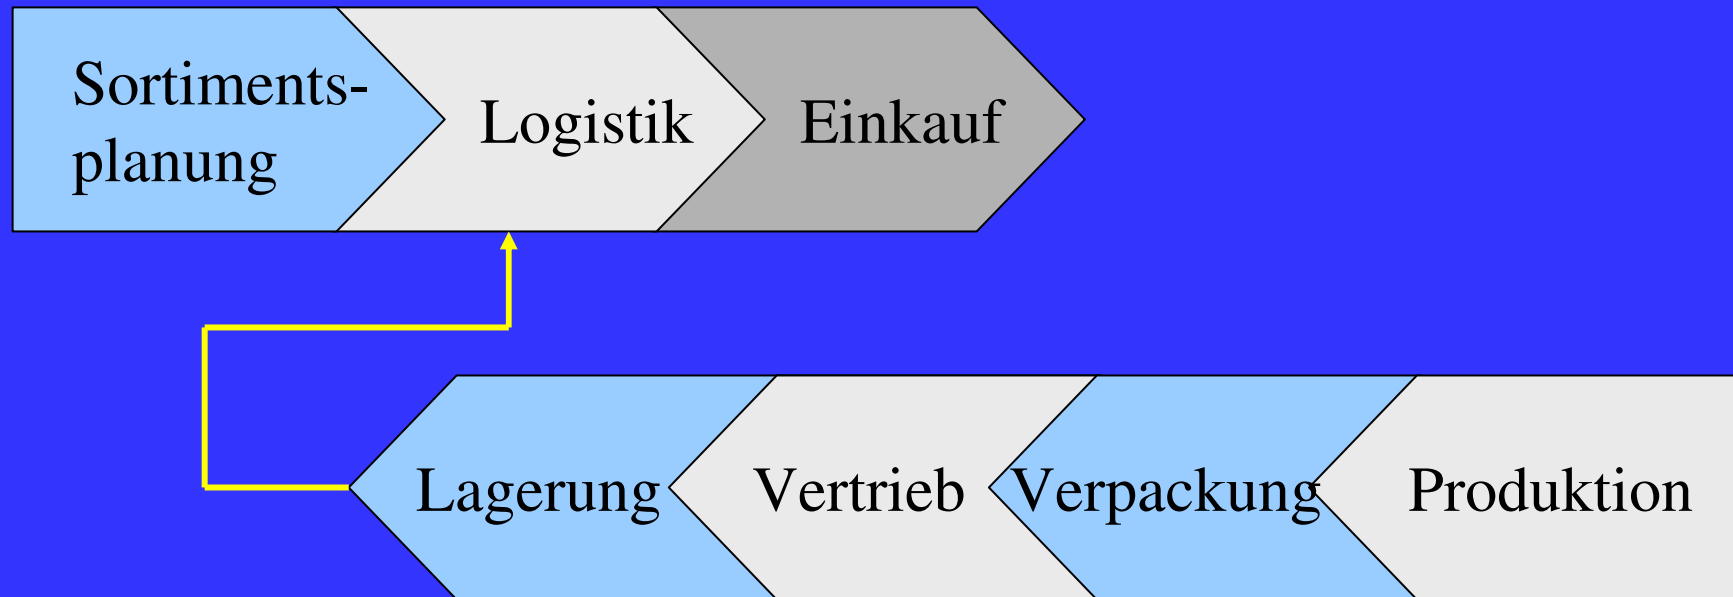 Sortiments-
planung
Logistik
Einkauf
Lagerung
Vertrieb
Verpackung
Produktion